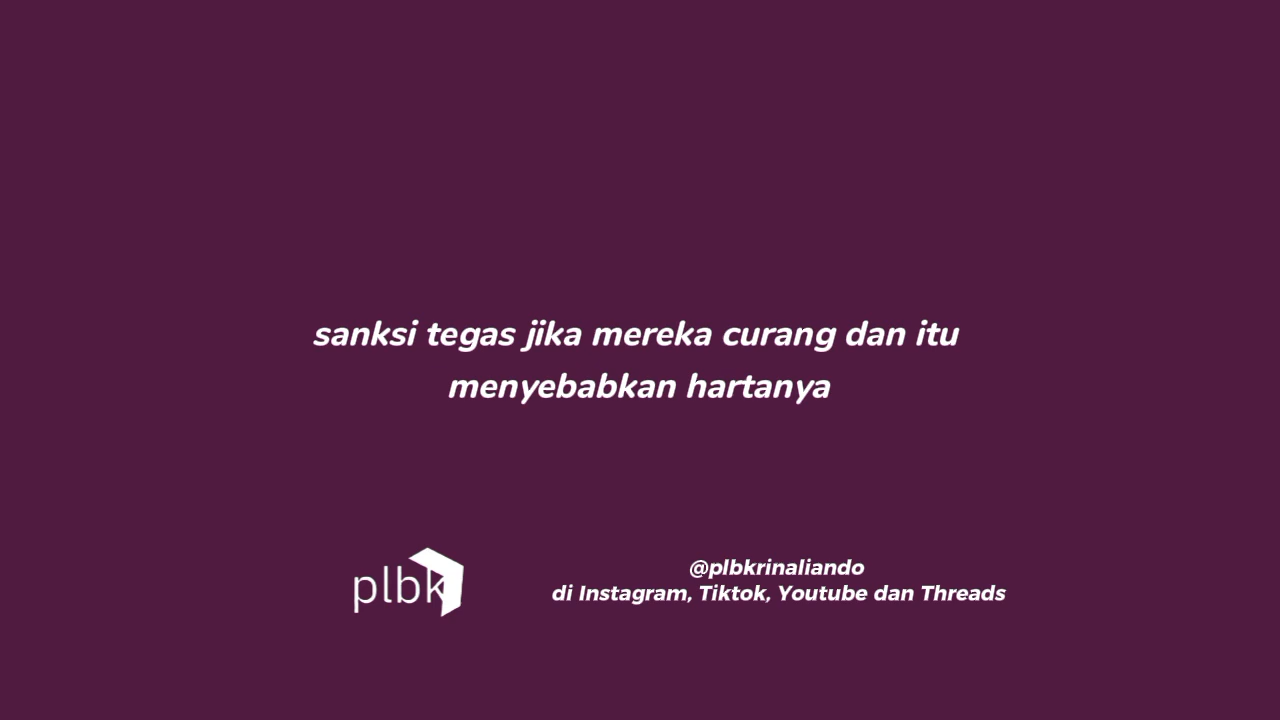 sanksi tegas jika mereka curang dan itu
menyebabkan hartanya
plbk
@plbkrinaliando
di Instagram, Tiktok, Youtube dan Threads